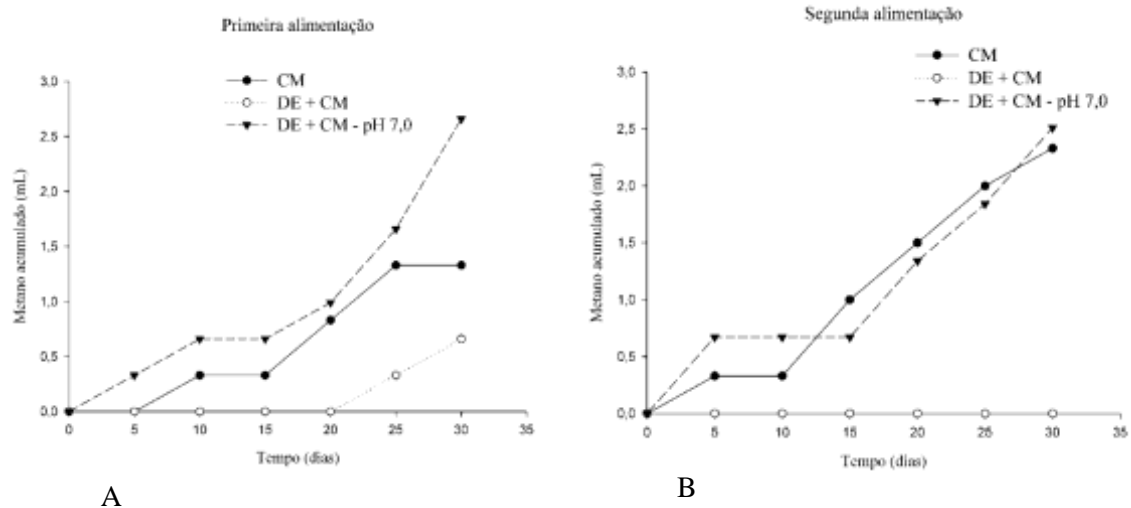 Primeira alimentação
CM
DE + CM
DE + CM - pH 7,0
3,0
2,5
2,0
1,5
1,0
0,5
0,0
0 5 10 15 20 25 30 35
Metano acumulado (mL)
Tempo (dias)
A
Segunda alimentação
CM
DE + CM
DE + CM - pH 7,0
3,0
2,5
2,0
1,5
1,0
0,5
0,0
0 5 10 15 20 25 30 35
Metano acumulado (mL)
Tempo (dias)
B